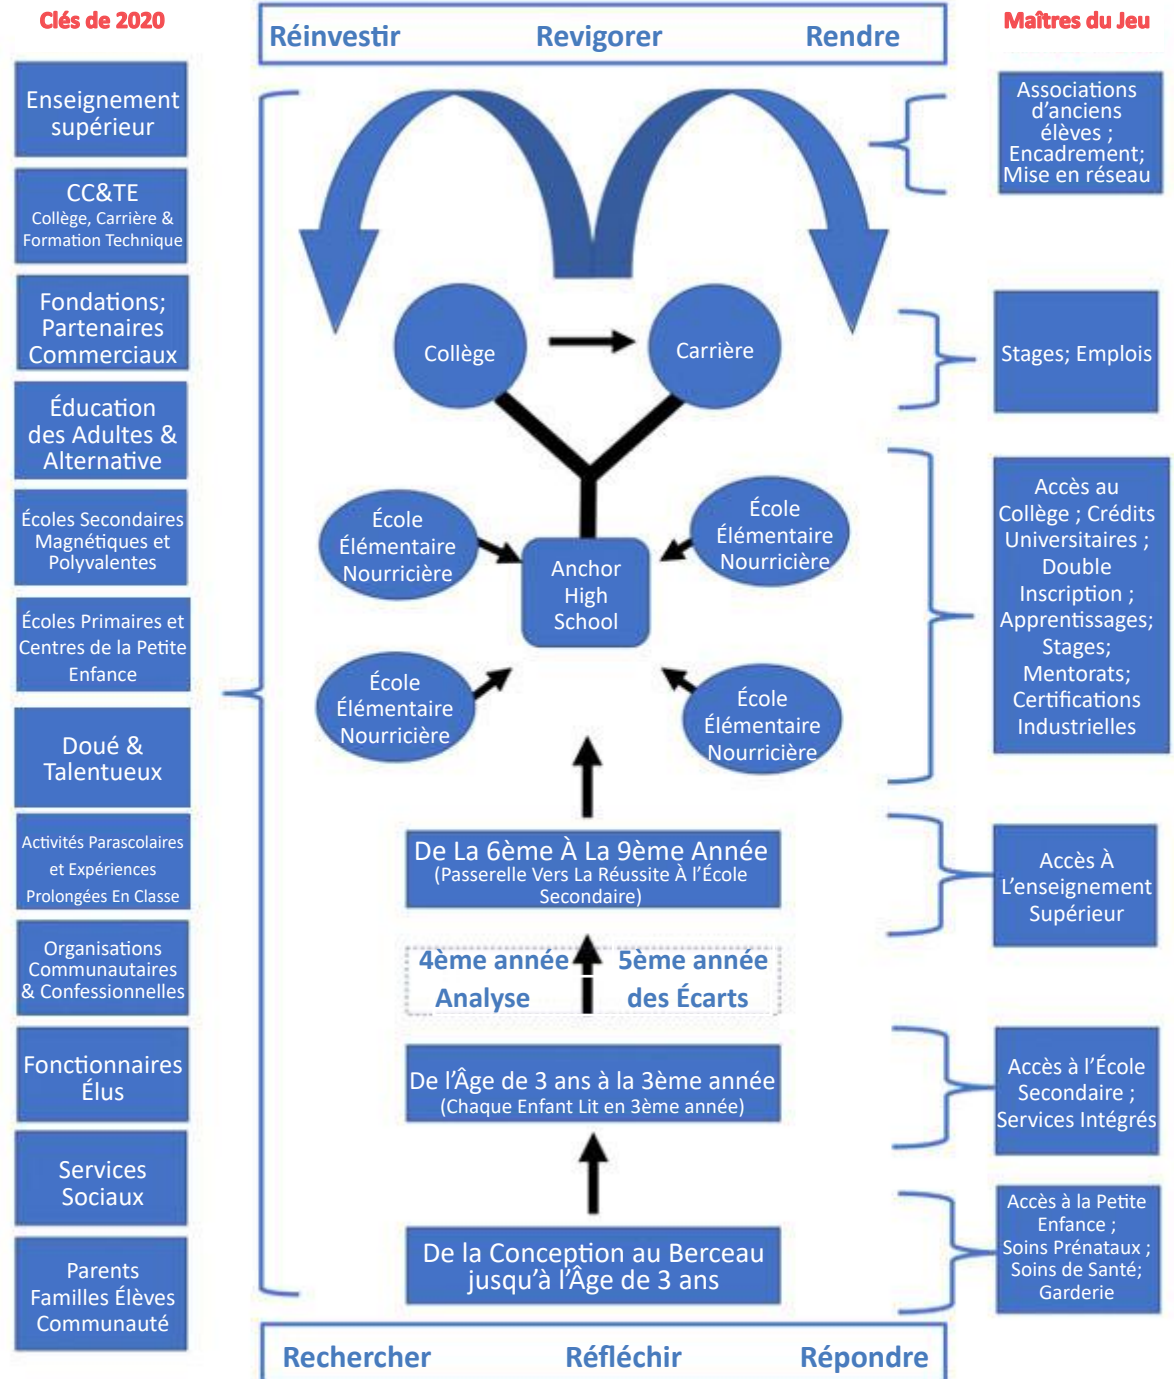 Clés de 2020
Enseignement
supérieur
CC&TE
Collège, Carrière &
Formation Technique
Fondations;
Partenaires
Commerciaux
Éducation
des Adultes &
Alternative
Écoles Secondaires
Magnétiques et
Polyvalentes
Écoles Primaires et
Centres de la Petite
Enfance
Doué &
Talentueux
Activités Parascolaires
et Expériences
Prolongées En Classe
Organisations
Communautaires
& Confessionnelles
Fonctionnaires
Élus
Services
Sociaux
Parents
Familles Élèves
Communauté
Réinvestir Revigorer Rendre
Collège
Carrière
École
Élémentaire
Nourricière
École
Élémentaire
Nourricière
Anchor
High
School
École
Élémentaire
Nourricière
École
Élémentaire
Nourricière
De La 6ème À La 9ème Année
(Passerelle Vers La Réussite À l'École
Secondaire)
4ème année 5ème année
Analyse des Écarts
De l'Âge de 3 ans à la 3ème année
(Chaque Enfant Lit en 3ème année)
De la Conception au Berceau
jusqu'à l'Âge de 3 ans
Rechercher Réfléchir Répondre
Maîtres du Jeu
Associations
d'anciens
élèves ;
Encadrement;
Mise en réseau
Stages; Emplois
Accès au
Collège ; Crédits
Universitaires ;
Double
Inscription ;
Apprentissages;
Stages;
Mentorats;
Certifications
Industrielles
Accès À
L'enseignement
Supérieur
Accès à l'École
Secondaire ;
Services Intégrés
Accès à la Petite
Enfance ;
Soins Prénataux ;
Soins de Santé;
Garderie